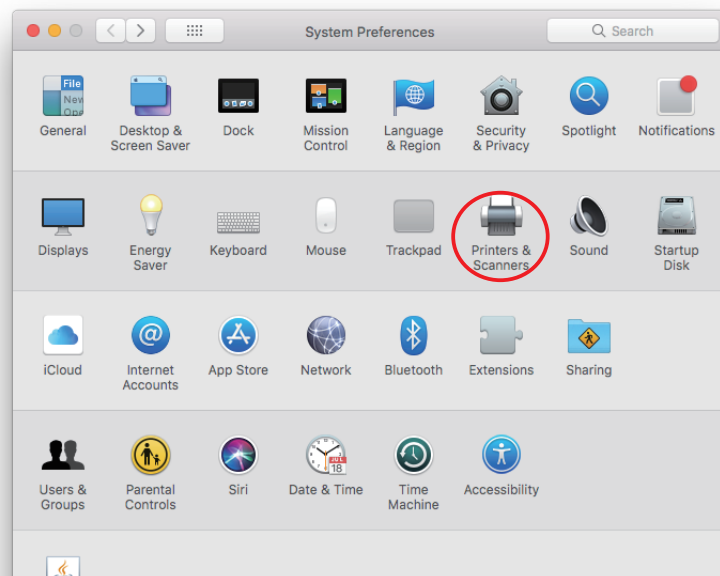 System Preferences
Search
File
New
Ope
General
Desktop &
Screen Saver
Dock
Mission
Control
Language
& Region
Security
& Privacy
Spotlight
Notifications
Displays
Energy
Saver
Keyboard
Mouse
Trackpad
Printers &
Scanners
Sound
Startup
Disk
iCloud
@
Internet
Accounts
App Store
Network
Bluetooth
Extensions
Sharing
JUL
18
Users &
Groups
Parental
Controls
Siri
Date & Time
Time
Machine
Accessibility